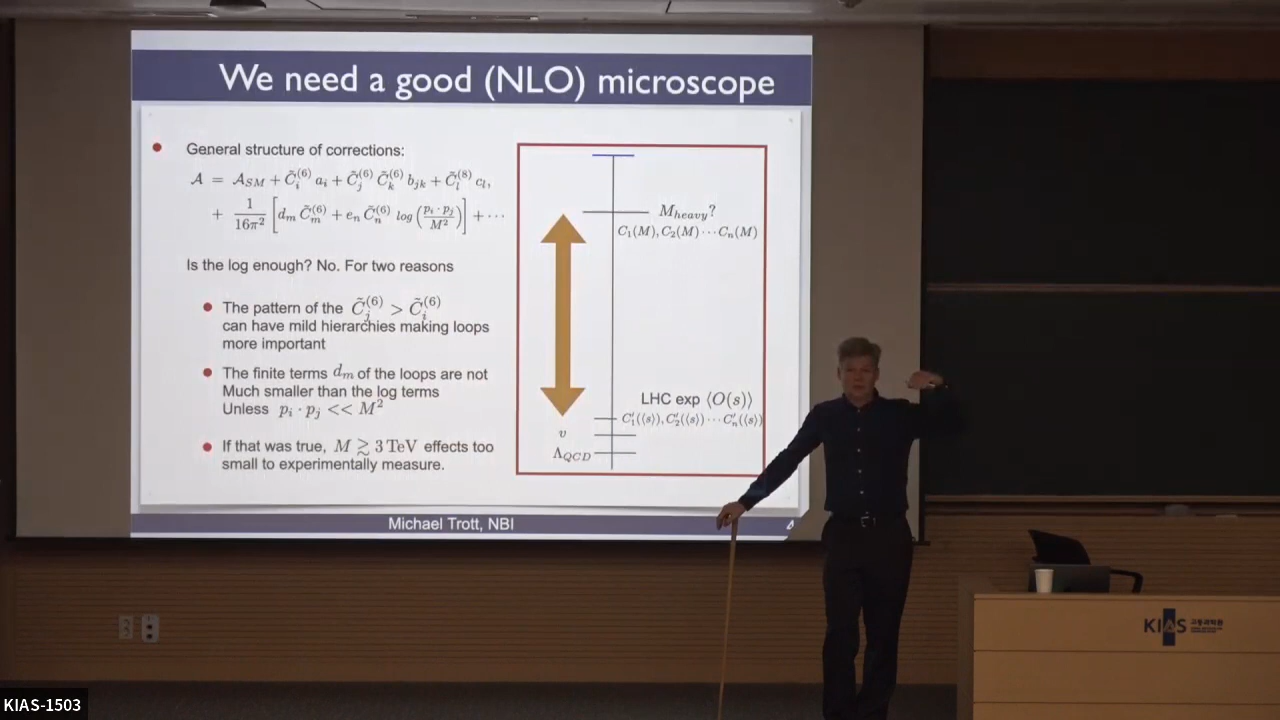 We need a good (NLO) microscope
General structure of corrections:
𝒜 = 𝒜_SM + C̃_i^(6) a_i + C̃_j^(6) C̃_k^(6) b_jk + C̃_l^(8) c_l,
+ 1/16π² [d_m C̃_m^(6) + e_n C̃_n^(6) log (p_i · p_j / M²)] + ···
Is the log enough? No. For two reasons
The pattern of the C̃_j^(6) > C̃_i^(6)
can have mild hierarchies making loops
more important
The finite terms d_m of the loops are not
Much smaller than the log terms
Unless p_i · p_j << M²
If that was true, M ≳ 3 TeV effects too
small to experimentally measure.
M_heavy?
C_1(M), C_2(M) ··· C_n(M)
LHC exp ⟨O(s)⟩
C'_1(⟨s⟩), C'_2(⟨s⟩) ··· C'_n(⟨s⟩)
v
Λ_QCD
Michael Trott, NBI
4
KIAS
KIAS-1503